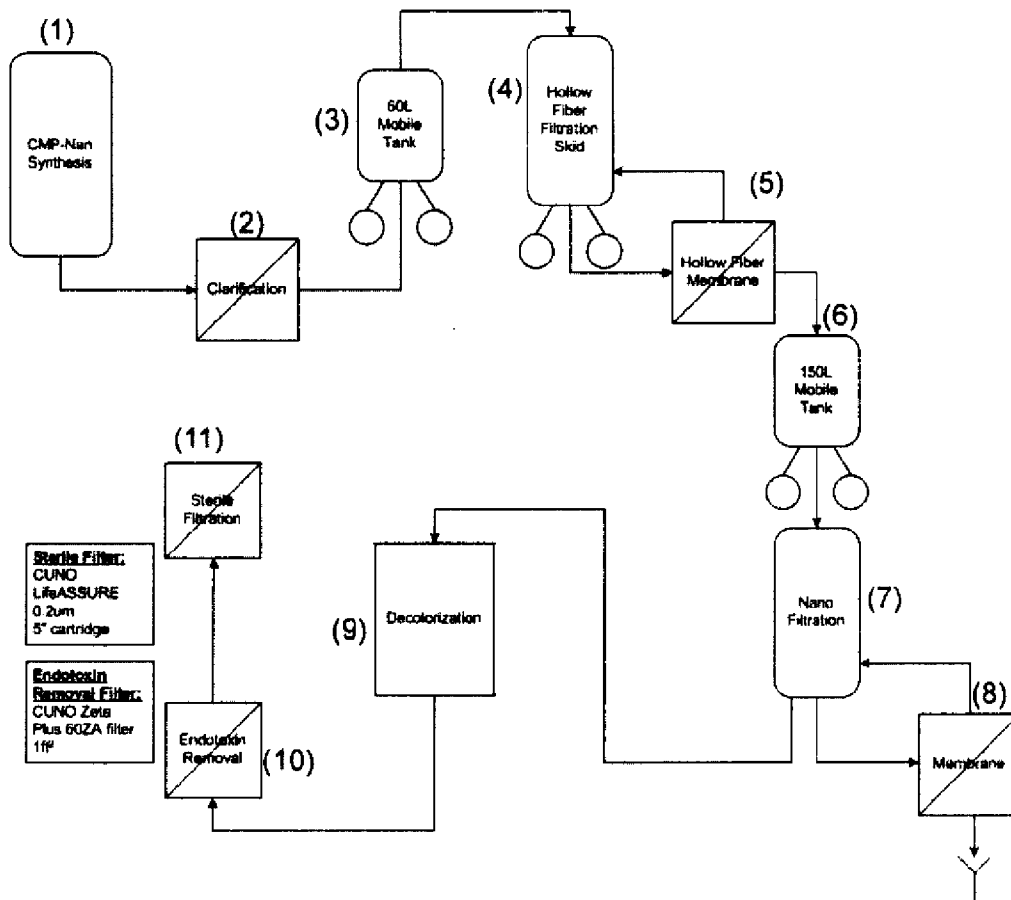 (1)
CMP-Nan
Synthesis
(2)
Clarification
(3)
60L
Mobile
Tank
(4)
Hollow
Fiber
Filtration
Skid
(5)
Hollow Fiber
Membrane
(6)
150L
Mobile
Tank
(7)
Nano
Filtration
(8)
Membrane
(9)
Decolorization
(10)
Endotoxin
Removal
(11)
Sterile
Filtration
Sterile Filter:
CUNO
LifeASSURE
0.2um
5" cartridge
Endotoxin
Removal Filter:
CUNO Zeta
Plus 60ZA filter
1ft²